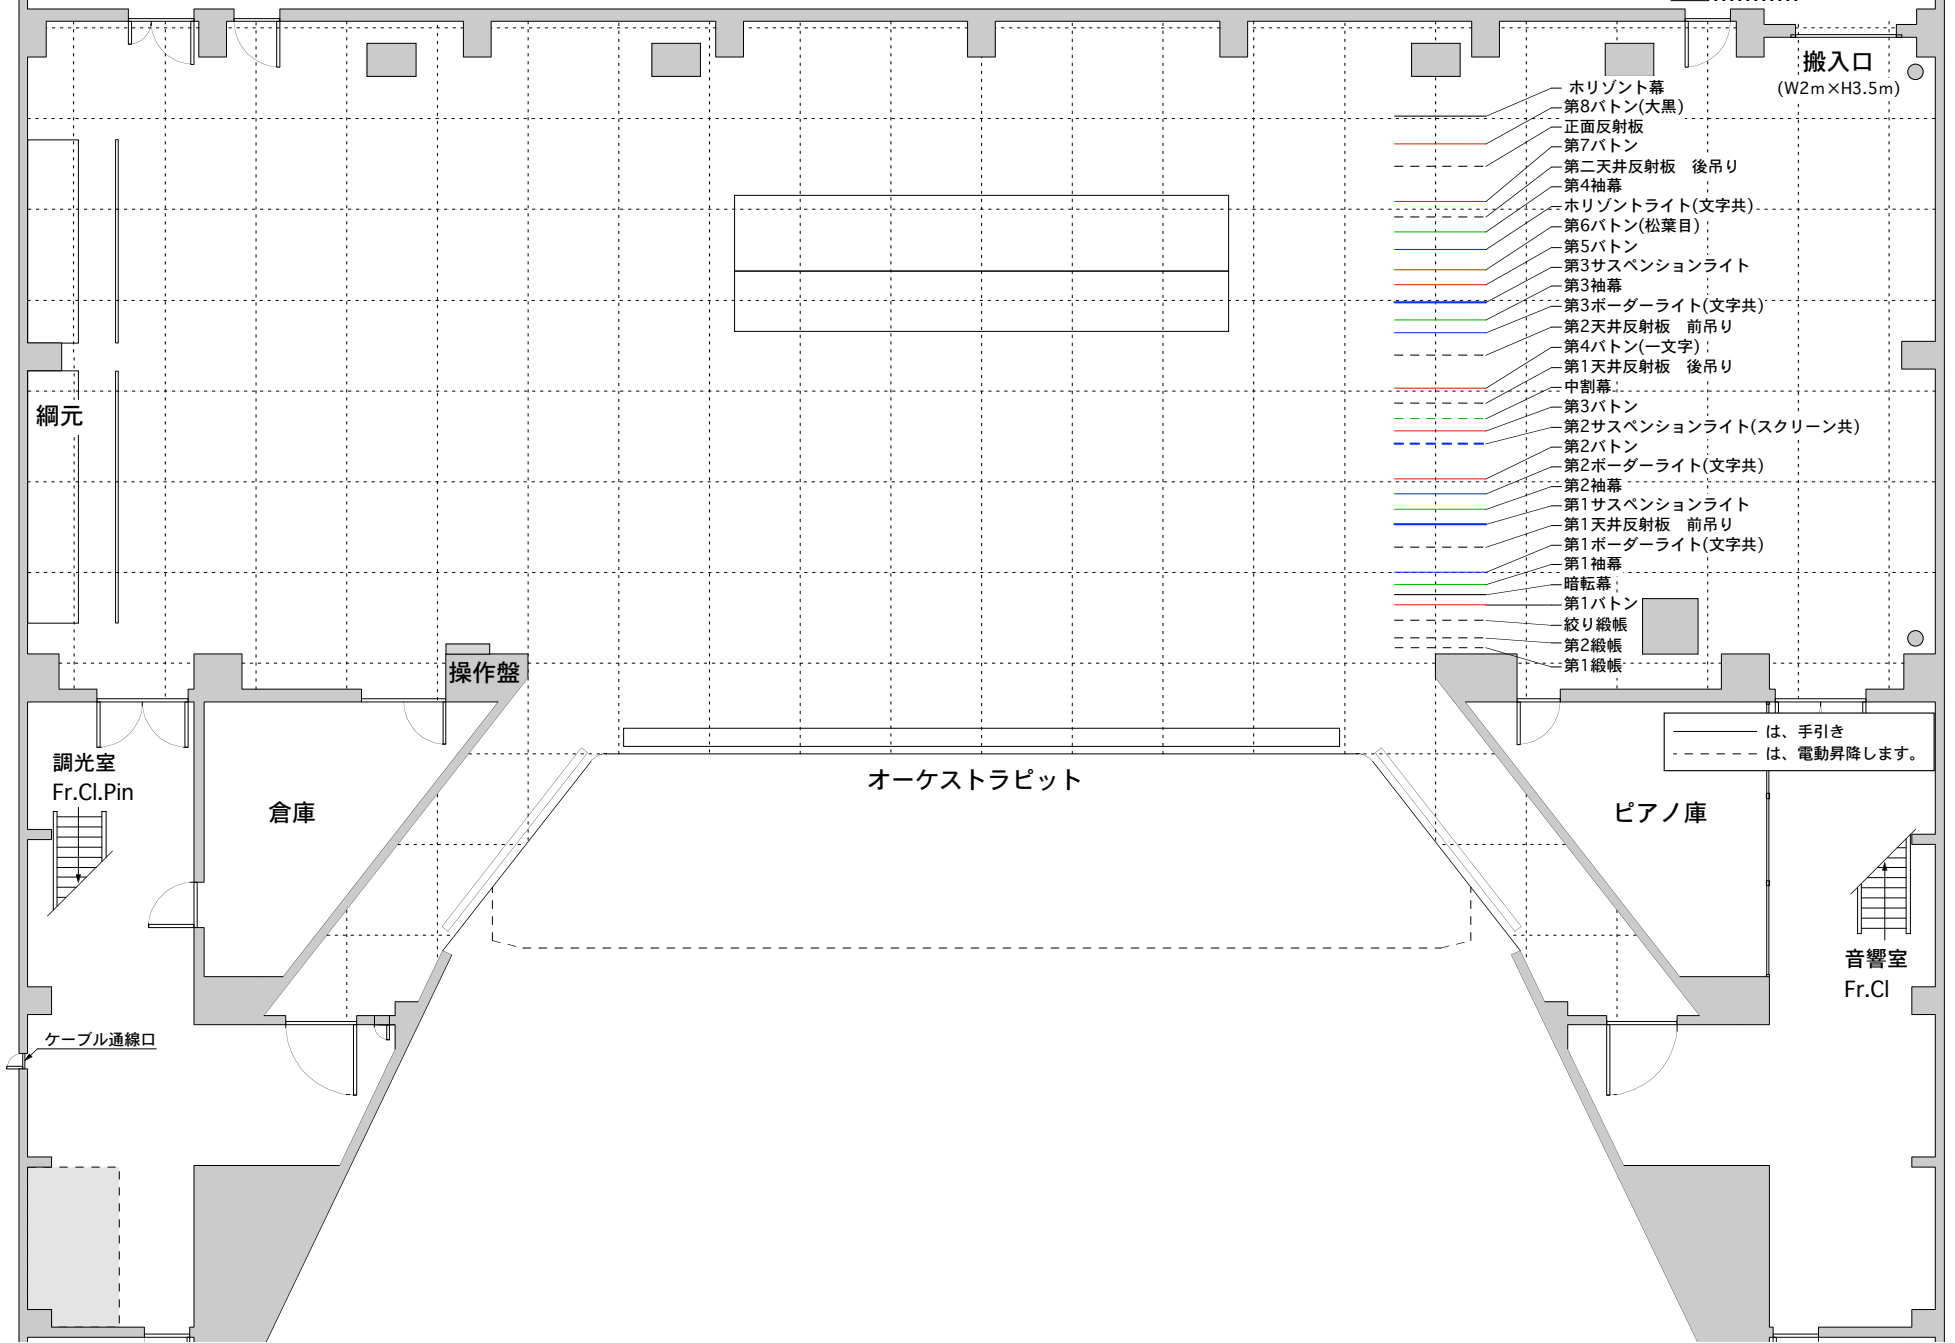 搬入口
(W2m×H3.5m)
ホリゾント幕
第8バトン(大黒)
正面反射板
第7バトン
第二天井反射板　後吊り
第4袖幕
ホリゾントライト(文字共)
第6バトン(松葉目)
第5バトン
第3サスペンションライト
第3袖幕
第3ボーダーライト(文字共)
第2天井反射板　前吊り
第4バトン(一文字)
第1天井反射板　後吊り
中割幕
第3バトン
第2サスペンションライト(スクリーン共)
第2バトン
第2ボーダーライト(文字共)
第2袖幕
第1サスペンションライト
第1天井反射板　前吊り
第1ボーダーライト(文字共)
第1袖幕
暗転幕
第1バトン
絞り緞帳
第2緞帳
第1緞帳
綱元
操作盤
は、手引き
は、電動昇降します。
調光室
Fr.Cl.Pin
倉庫
オーケストラピット
ピアノ庫
音響室
Fr.Cl
ケーブル通線口